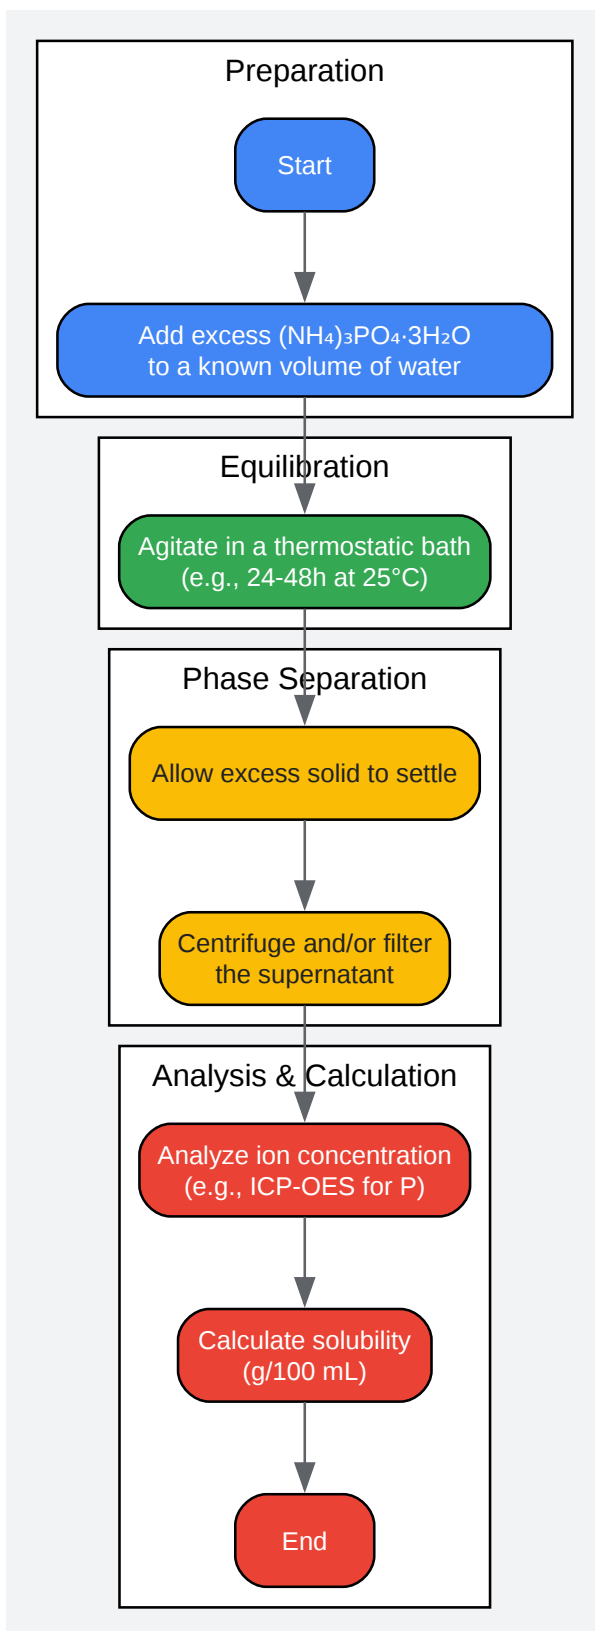 Preparation
Start
Add excess (NH₄)₃PO₄·3H₂O
to a known volume of water
Equilibration
Agitate in a thermostatic bath
(e.g., 24-48h at 25°C)
Phase Separation
Allow excess solid to settle
Centrifuge and/or filter
the supernatant
Analysis & Calculation
Analyze ion concentration
(e.g., ICP-OES for P)
Calculate solubility
(g/100 mL)
End